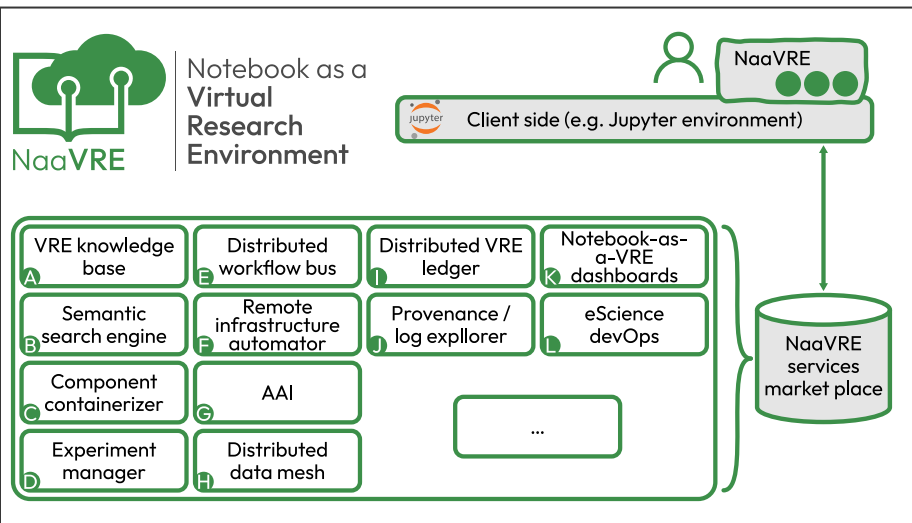 Notebook as a
Virtual
Research
Environment
NaaVRE
NaaVRE
jupyter
Client side (e.g. Jupyter environment)
VRE knowledge
base
A
Distributed
workflow bus
E
Distributed VRE
ledger
I
Notebook-as-
a-VRE
dashboards
K
Semantic
search engine
B
Remote
infrastructure
automator
F
Provenance /
log expllorer
J
eScience
devOps
L
Component
containerizer
C
AAI
G
Experiment
manager
D
Distributed
data mesh
H
...
NaaVRE
services
market place